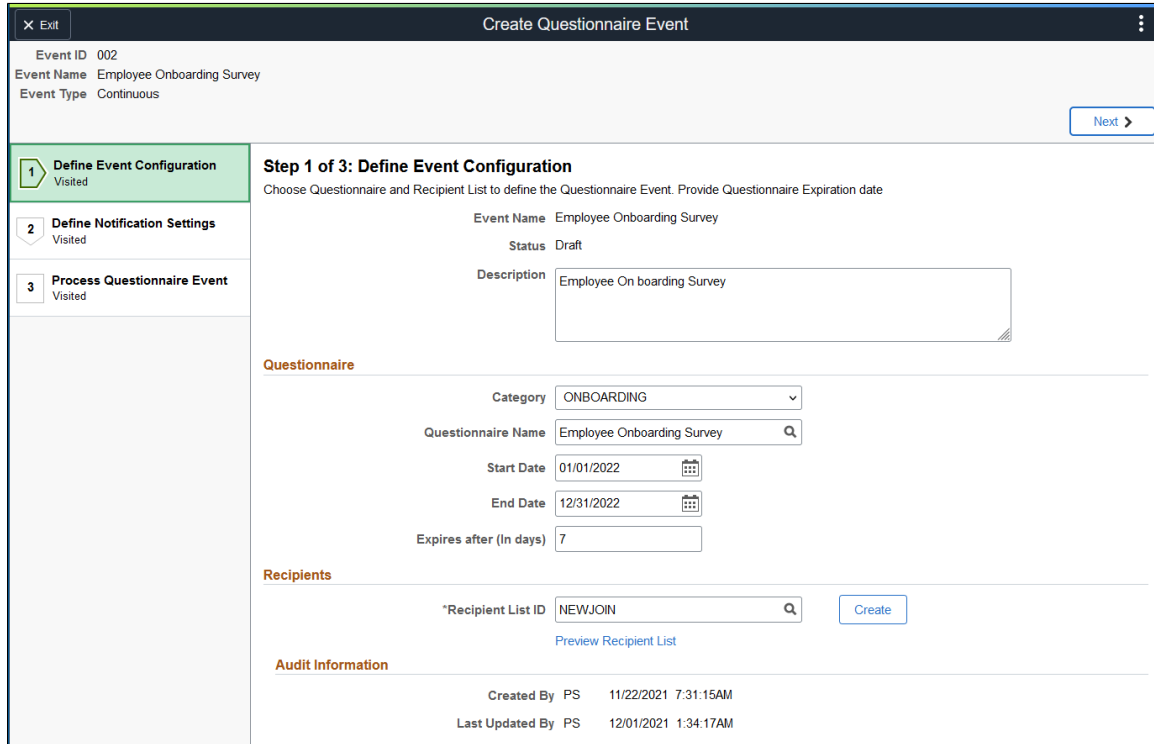 Exit
Create Questionnaire Event
Event ID 002
Event Name Employee Onboarding Survey
Event Type Continuous
Next
1 Define Event Configuration
Visited
2 Define Notification Settings
Visited
3 Process Questionnaire Event
Visited
Step 1 of 3: Define Event Configuration
Choose Questionnaire and Recipient List to define the Questionnaire Event. Provide Questionnaire Expiration date
Event Name Employee Onboarding Survey
Status Draft
Description Employee On boarding Survey
Questionnaire
Category ONBOARDING
Questionnaire Name Employee Onboarding Survey
Start Date 01/01/2022
End Date 12/31/2022
Expires after (In days) 7
Recipients
*Recipient List ID NEWJOIN Create
Preview Recipient List
Audit Information
Created By PS 11/22/2021 7:31:15AM
Last Updated By PS 12/01/2021 1:34:17AM